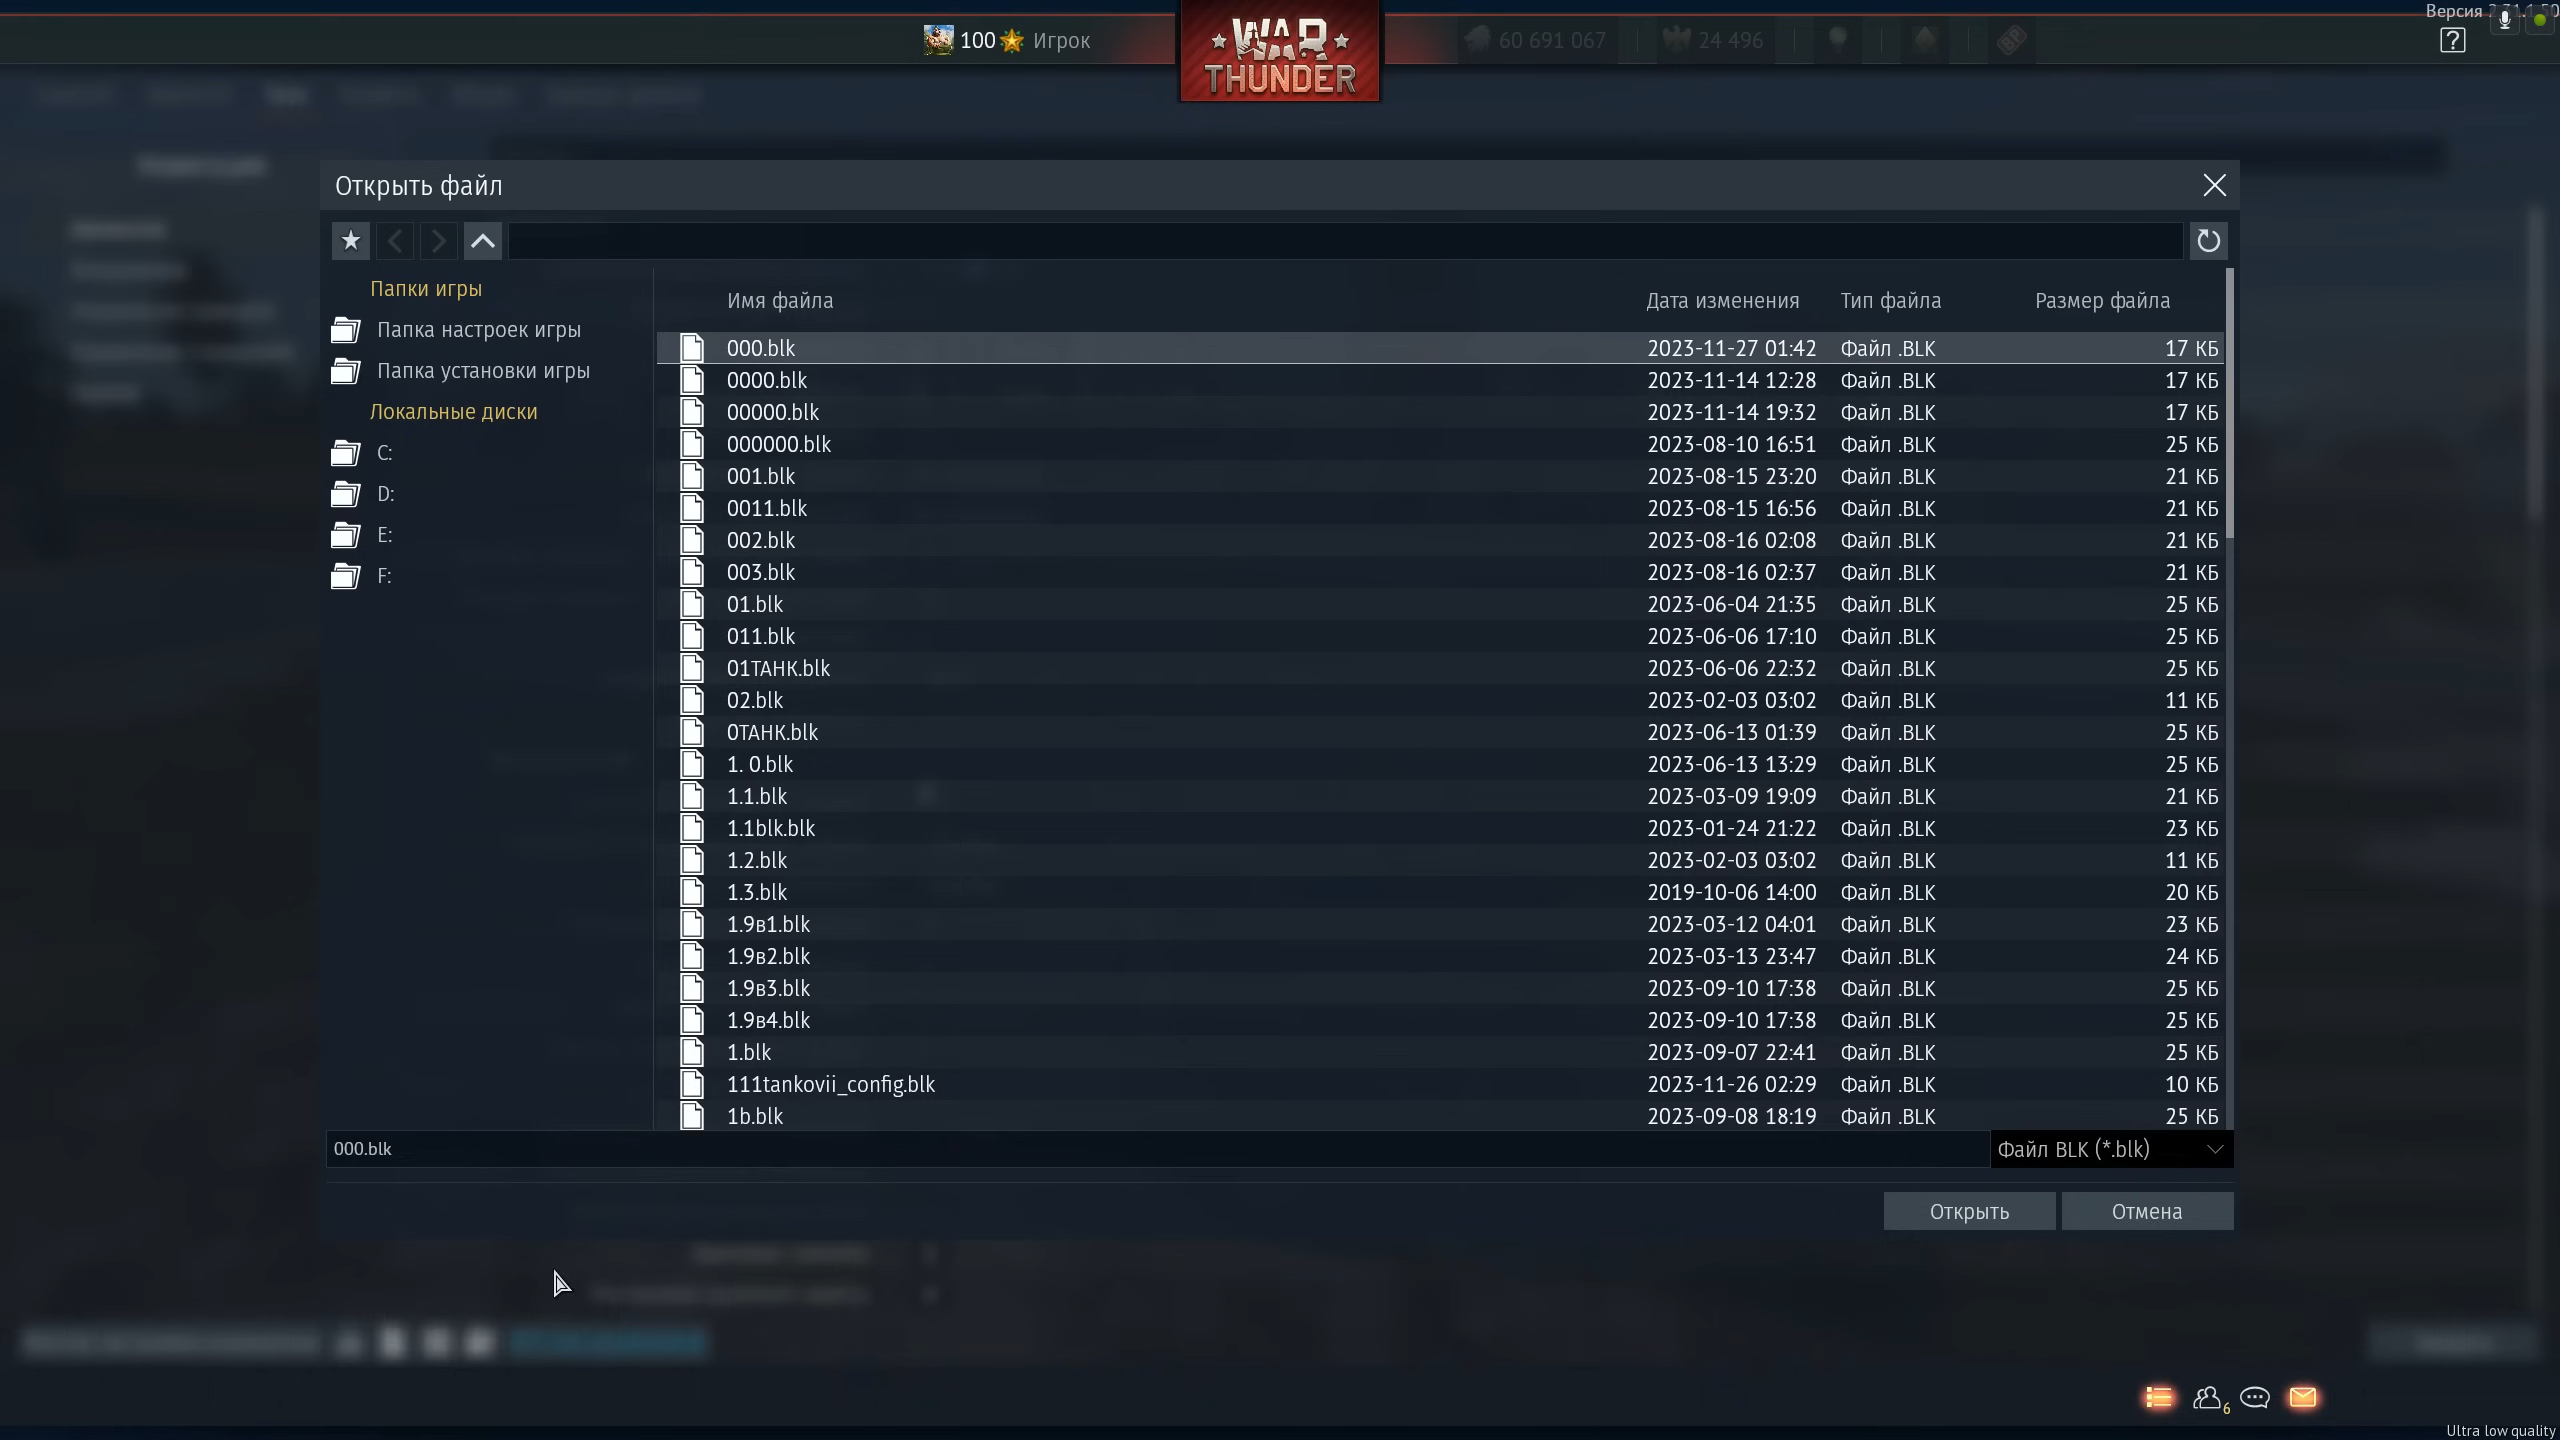 Версия
100 Игрок
WAR
THUNDER
60 691 067
24 496
Открыть файл
Папки игры
Папка настроек игры
Папка установки игры
Локальные диски
C:
D:
E:
F:
Имя файла Дата изменения Тип файла Размер файла
000.blk 2023-11-27 01:42 Файл .BLK 17 КБ
0000.blk 2023-11-14 12:28 Файл .BLK 17 КБ
00000.blk 2023-11-14 19:32 Файл .BLK 17 КБ
000000.blk 2023-08-10 16:51 Файл .BLK 25 КБ
001.blk 2023-08-15 23:20 Файл .BLK 21 КБ
0011.blk 2023-08-15 16:56 Файл .BLK 21 КБ
002.blk 2023-08-16 02:08 Файл .BLK 21 КБ
003.blk 2023-08-16 02:37 Файл .BLK 21 КБ
01.blk 2023-06-04 21:35 Файл .BLK 25 КБ
011.blk 2023-06-06 17:10 Файл .BLK 25 КБ
01ТАНК.blk 2023-06-06 22:32 Файл .BLK 25 КБ
02.blk 2023-02-03 03:02 Файл .BLK 11 КБ
0ТАНК.blk 2023-06-13 01:39 Файл .BLK 25 КБ
1. 0.blk 2023-06-13 13:29 Файл .BLK 25 КБ
1.1.blk 2023-03-09 19:09 Файл .BLK 21 КБ
1.1blk.blk 2023-01-24 21:22 Файл .BLK 23 КБ
1.2.blk 2023-02-03 03:02 Файл .BLK 11 КБ
1.3.blk 2019-10-06 14:00 Файл .BLK 20 КБ
1.9в1.blk 2023-03-12 04:01 Файл .BLK 23 КБ
1.9в2.blk 2023-03-13 23:47 Файл .BLK 24 КБ
1.9в3.blk 2023-09-10 17:38 Файл .BLK 25 КБ
1.9в4.blk 2023-09-10 17:38 Файл .BLK 25 КБ
1.blk 2023-09-07 22:41 Файл .BLK 25 КБ
111tankovii_config.blk 2023-11-26 02:29 Файл .BLK 10 КБ
1b.blk 2023-09-08 18:19 Файл .BLK 25 КБ
000.blk Файл BLK (*.blk)
Открыть Отмена
6
Ultra low quality